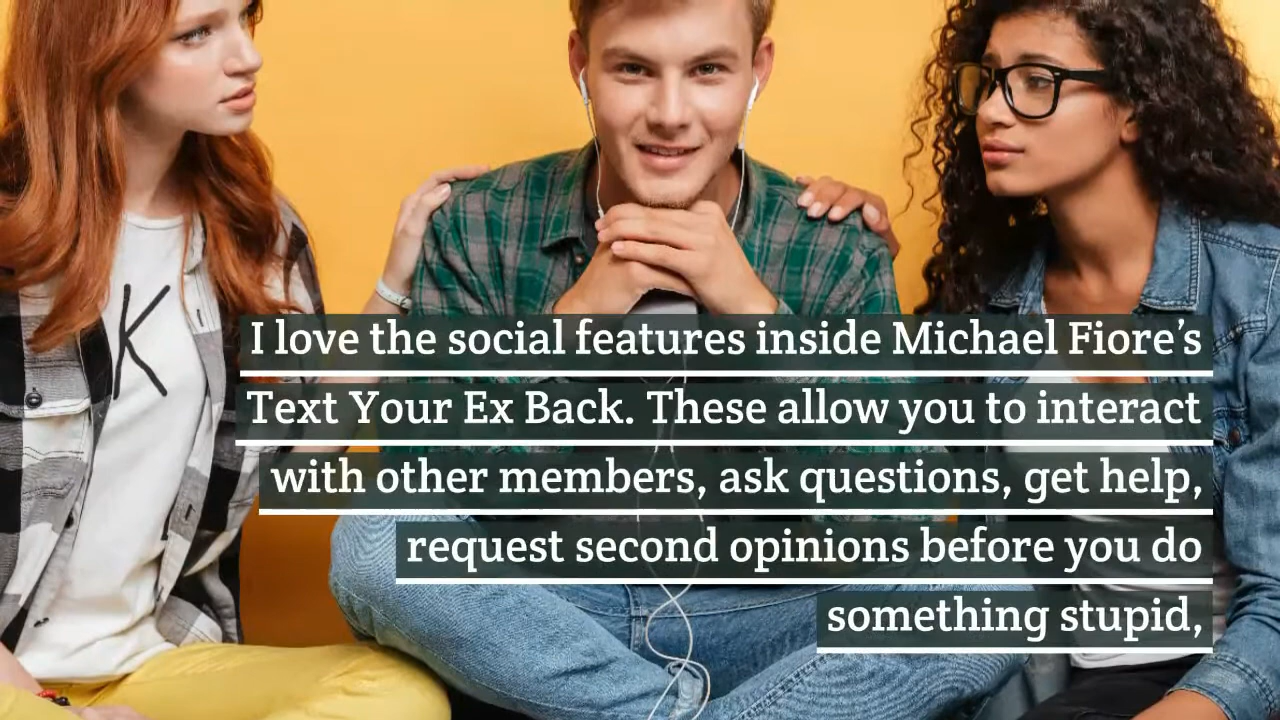 K
I love the social features inside Michael Fiore’s
Text Your Ex Back. These allow you to interact
with other members, ask questions, get help,
request second opinions before you do
something stupid,